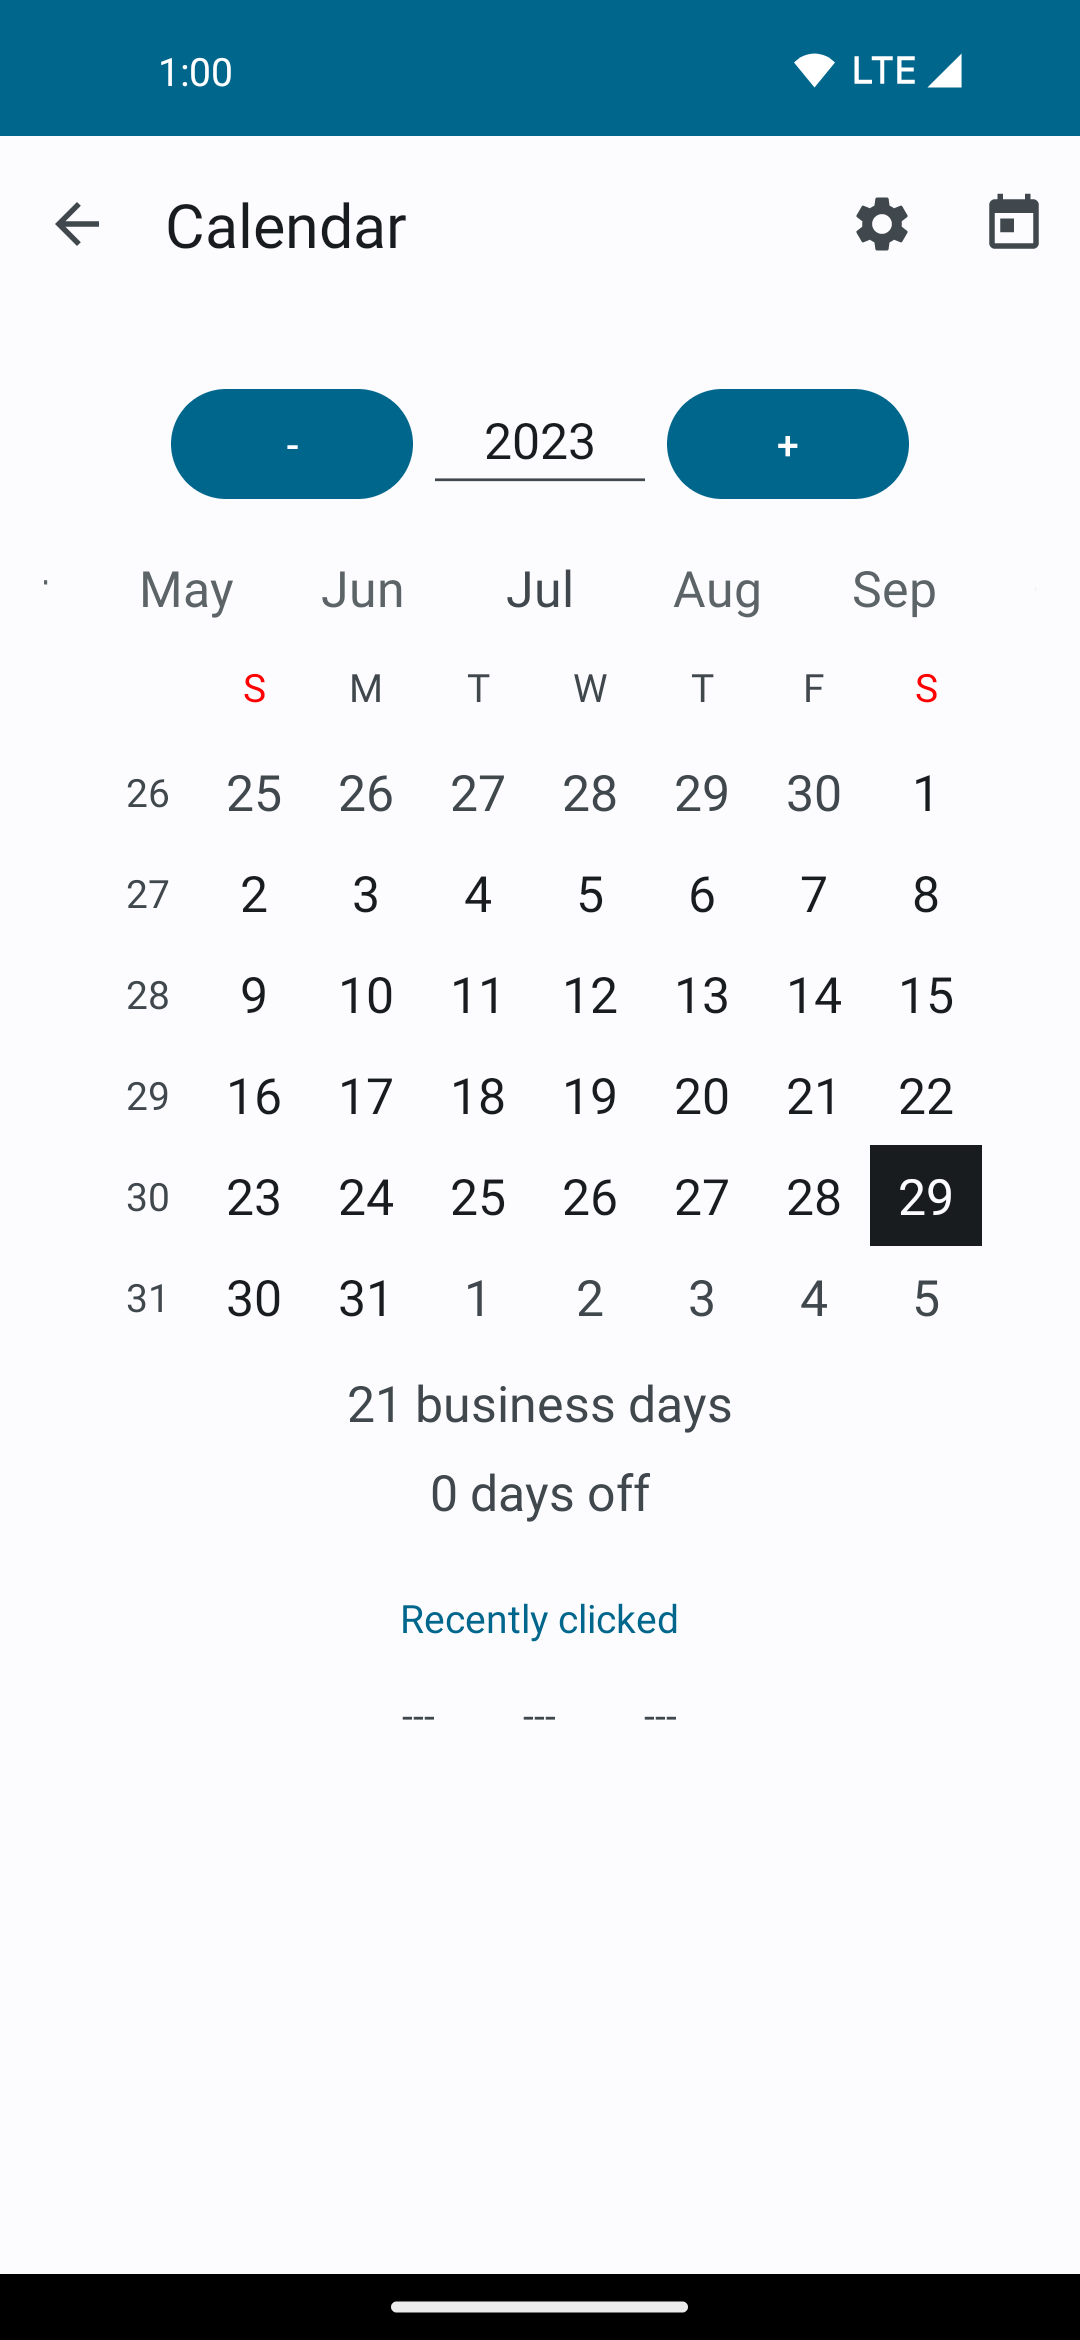 1:00 LTE
Calendar
- 2023 +
May Jun Jul Aug Sep
S M T W T F S
26 25 26 27 28 29 30 1
27 2 3 4 5 6 7 8
28 9 10 11 12 13 14 15
29 16 17 18 19 20 21 22
30 23 24 25 26 27 28 29
31 30 31 1 2 3 4 5
21 business days
0 days off
Recently clicked
--- --- ---